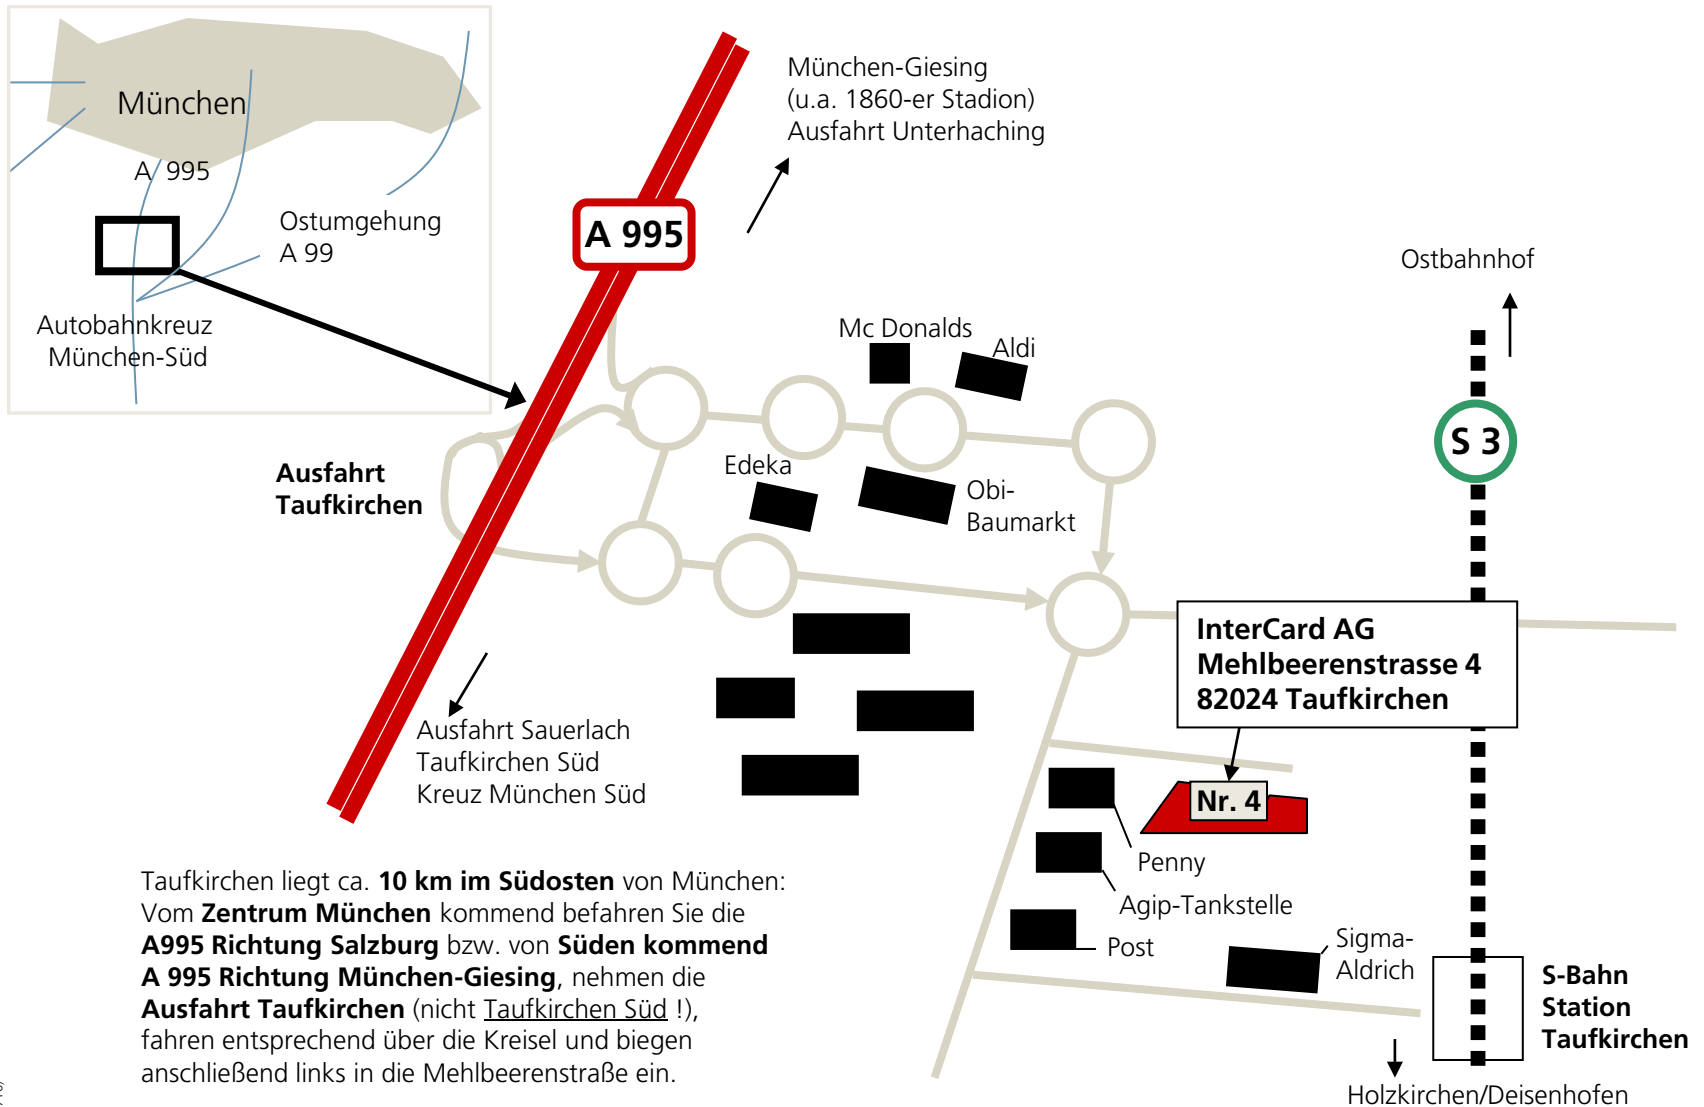 München
A 995
Ostumgehung
A 99
Autobahnkreuz
München-Süd
München-Giesing
(u.a. 1860-er Stadion)
Ausfahrt Unterhaching
A 995
Ostbahnhof
Mc Donalds
Aldi
S 3
Ausfahrt
Taufkirchen
Edeka
Obi-
Baumarkt
InterCard AG
Mehlbeerenstrasse 4
82024 Taufkirchen
Ausfahrt Sauerlach
Taufkirchen Süd
Kreuz München Süd
Nr. 4
Penny
Agip-Tankstelle
Post
Sigma-
Aldrich
S-Bahn
Station
Taufkirchen
Holzkirchen/Deisenhofen
Taufkirchen liegt ca. 10 km im Südosten von München:
Vom Zentrum München kommend befahren Sie die
A995 Richtung Salzburg bzw. von Süden kommend
A 995 Richtung München-Giesing, nehmen die
Ausfahrt Taufkirchen (nicht Taufkirchen Süd !),
fahren entsprechend über die Kreisel und biegen
anschließend links in die Mehlbeerenstraße ein.